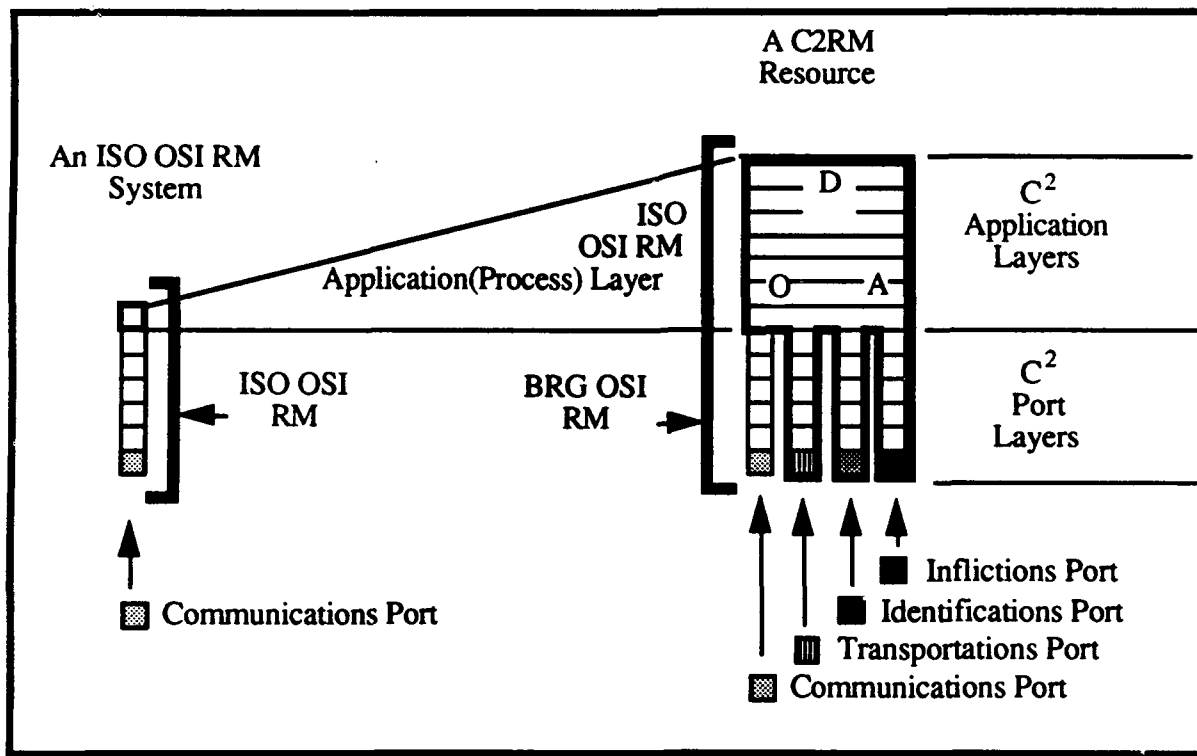 A C2RM
Resource
An ISO OSI RM
System
ISO
OSI RM
Application(Process) Layer
D
O
A
C²
Application
Layers
ISO OSI
RM
BRG OSI
RM
C²
Port
Layers
Communications Port
Inflictions Port
Identifications Port
Transportations Port
Communications Port